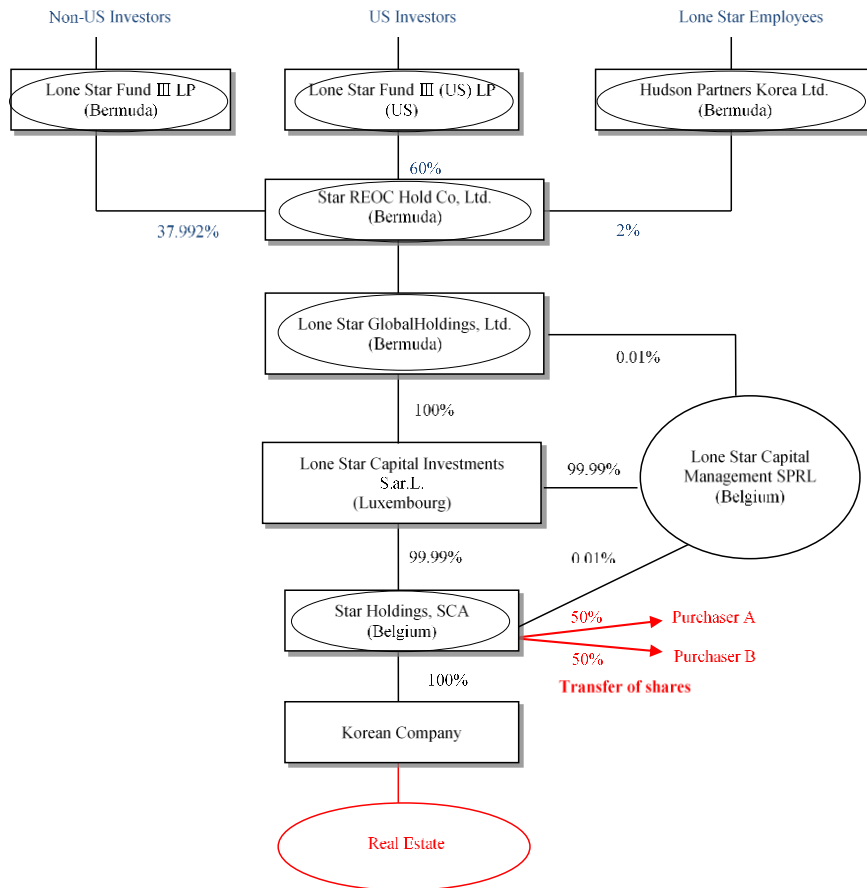 Non-US Investors
US Investors
Lone Star Employees
Lone Star Fund Ⅲ LP
(Bermuda)
Lone Star Fund Ⅲ (US) LP
(US)
Hudson Partners Korea Ltd.
(Bermuda)
60%
Star REOC Hold Co, Ltd.
(Bermuda)
37.992%
2%
Lone Star GlobalHoldings, Ltd.
(Bermuda)
0.01%
100%
Lone Star Capital Investments
S.ar.L.
(Luxembourg)
99.99%
Lone Star Capital
Management SPRL
(Belgium)
99.99%
0.01%
Star Holdings, SCA
(Belgium)
50%
Purchaser A
50%
Purchaser B
100%
Transfer of shares
Korean Company
Real Estate